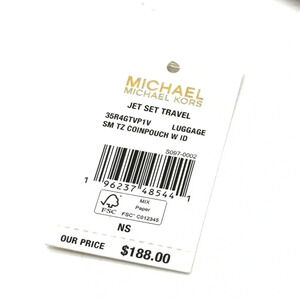 MICHAEL
MICHAEL KORS
JET SET TRAVEL
35R4GTVP1V LUGGAGE
SM TZ COINPOUCH W ID
S097-0002
1 96237 48544 1
FSC
MIX
Paper
FSC® C012345
NS
OUR PRICE $188.00